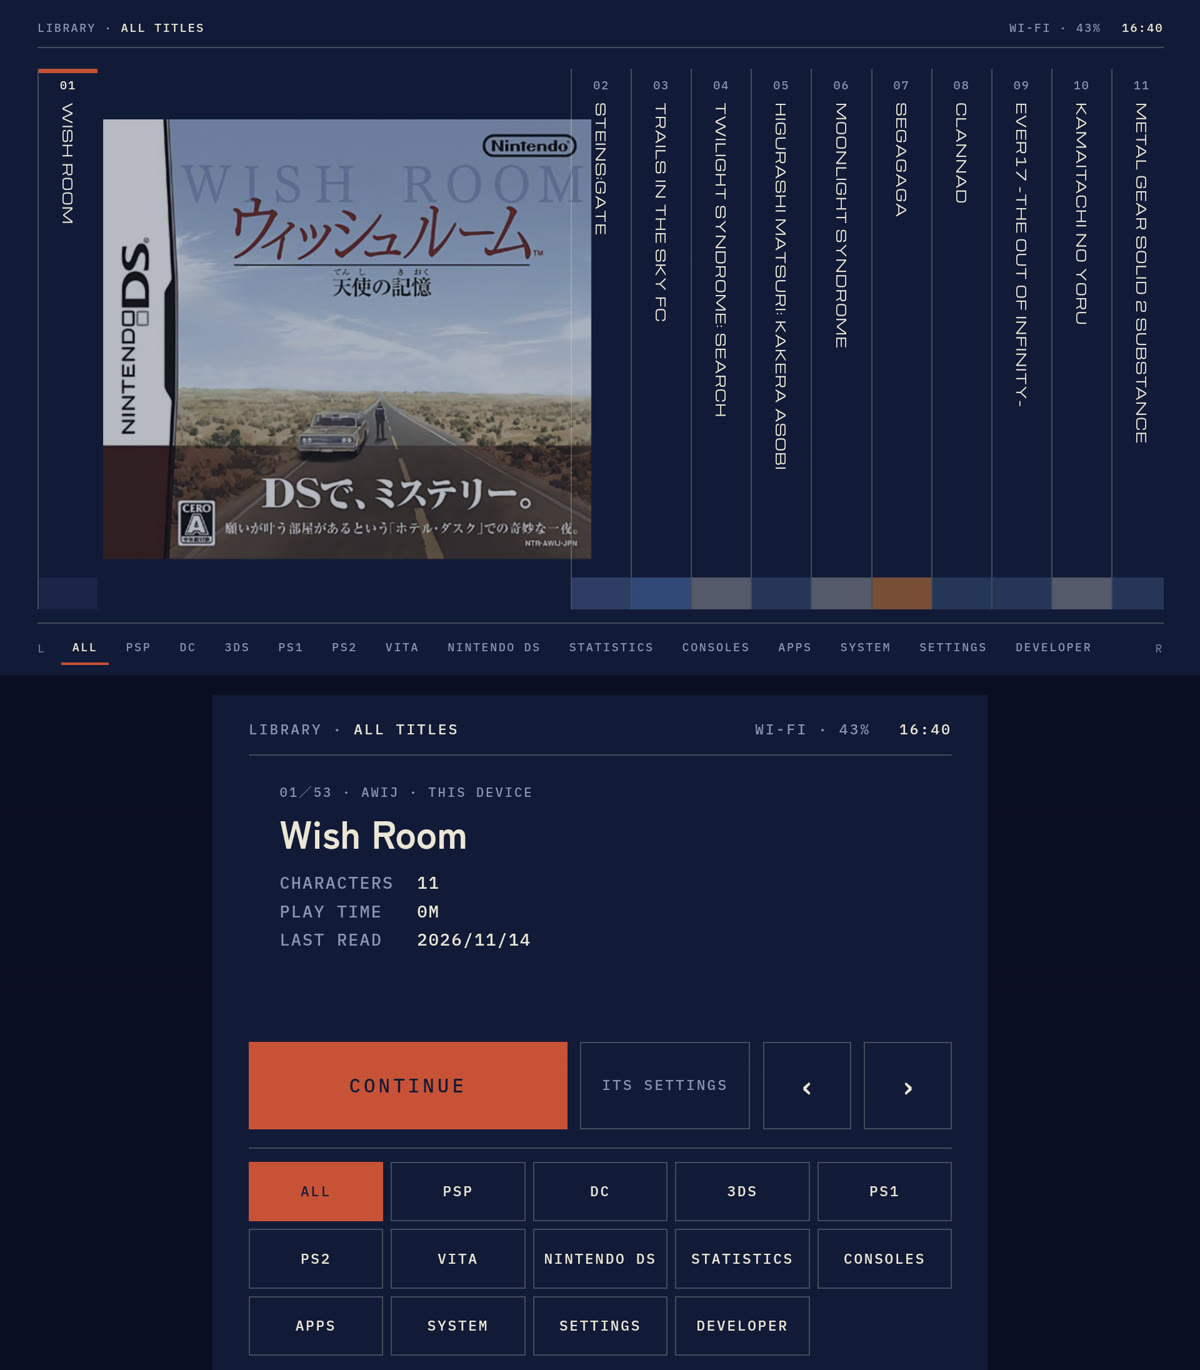 LIBRARY · ALL TITLES
WI-FI · 43% 16:40
01
WISH ROOM
Nintendo
WISH ROOM
ウィッシュルーム™
てんし きおく
天使の記憶
NINTENDO DS®
DSで、ミステリー。
CERO
A
願いが叶う部屋があるという「ホテル・ダスク」での奇妙な一夜。
NTR-AWIJ-JPN
02
STEINS;GATE
03
TRAILS IN THE SKY FC
04
TWILIGHT SYNDROME: SEARCH
05
HIGURASHI MATSURI: KAKERA ASOBI
06
MOONLIGHT SYNDROME
07
SEGAGAGA
08
CLANNAD
09
EVER17 -THE OUT OF INFINITY-
10
KAMAITACHI NO YORU
11
METAL GEAR SOLID 2 SUBSTANCE
L ALL PSP DC 3DS PS1 PS2 VITA NINTENDO DS STATISTICS CONSOLES APPS SYSTEM SETTINGS DEVELOPER R
LIBRARY · ALL TITLES
WI-FI · 43% 16:40
01／53 · AWIJ · THIS DEVICE
Wish Room
CHARACTERS 11
PLAY TIME 0M
LAST READ 2026/11/14
CONTINUE ITS SETTINGS ‹ ›
ALL PSP DC 3DS PS1
PS2 VITA NINTENDO DS STATISTICS CONSOLES
APPS SYSTEM SETTINGS DEVELOPER